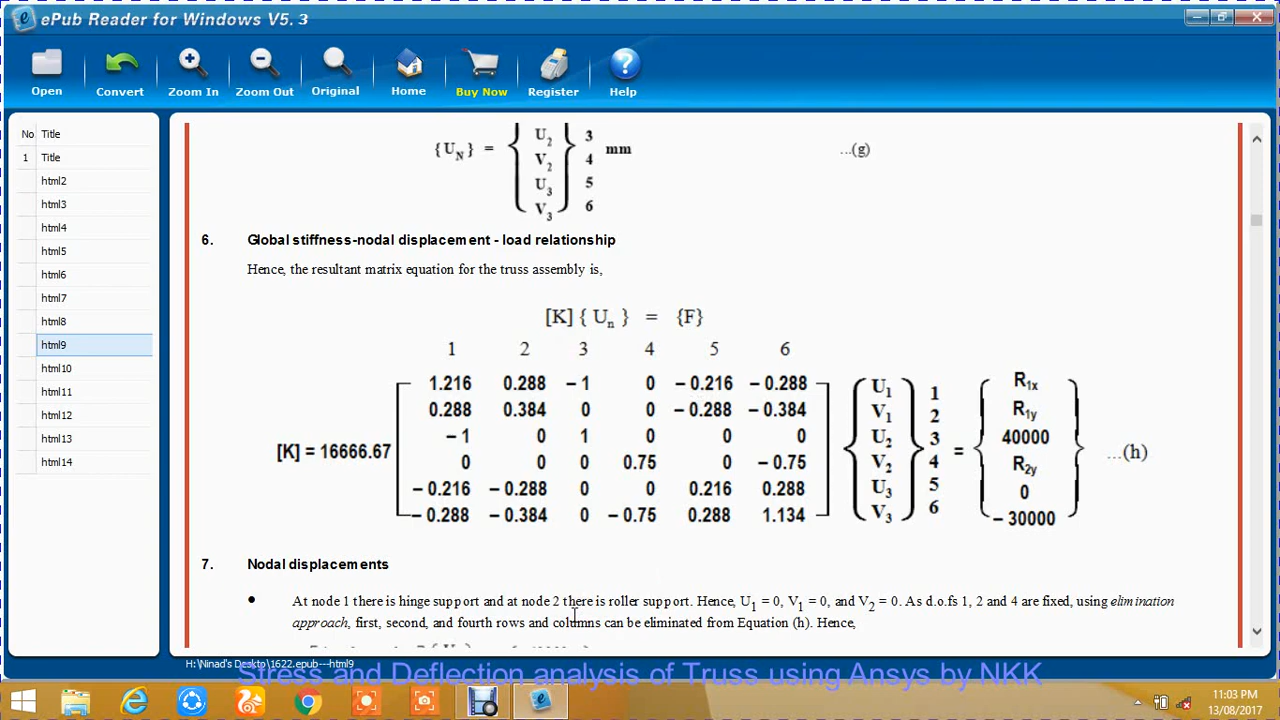 ePub Reader for Windows V5.3
Open Convert Zoom In Zoom Out Original Home Buy Now Register Help
No Title
1 Title
html2
html3
html4
html5
html6
html7
html8
html9
html10
html11
html12
html13
html14
U2 3
{UN} = V2 4 mm ...(g)
U3 5
V3 6
6. Global stiffness-nodal displacement - load relationship
Hence, the resultant matrix equation for the truss assembly is,
[K] { Un } = {F}
1 2 3 4 5 6
1.216 0.288 – 1 0 – 0.216 – 0.288 U1 1 R1x
0.288 0.384 0 0 – 0.288 – 0.384 V1 2 R1y
– 1 0 1 0 0 0 U2 3 40000
[K] = 16666.67 = ...(h)
0 0 0 0.75 0 – 0.75 V2 4 R2y
– 0.216 – 0.288 0 0 0.216 0.288 U3 5 0
– 0.288 – 0.384 0 – 0.75 0.288 1.134 V3 6 – 30000
7. Nodal displacements
• At node 1 there is hinge support and at node 2 there is roller support. Hence, U1 = 0, V1 = 0, and V2 = 0. As d.o.fs 1, 2 and 4 are fixed, using elimination
approach, first, second, and fourth rows and columns can be eliminated from Equation (h). Hence,
H:\Ninad's Deskto\1622.epub---html9
Stress and Deflection analysis of Truss using Ansys by NKK
11:03 PM
13/08/2017